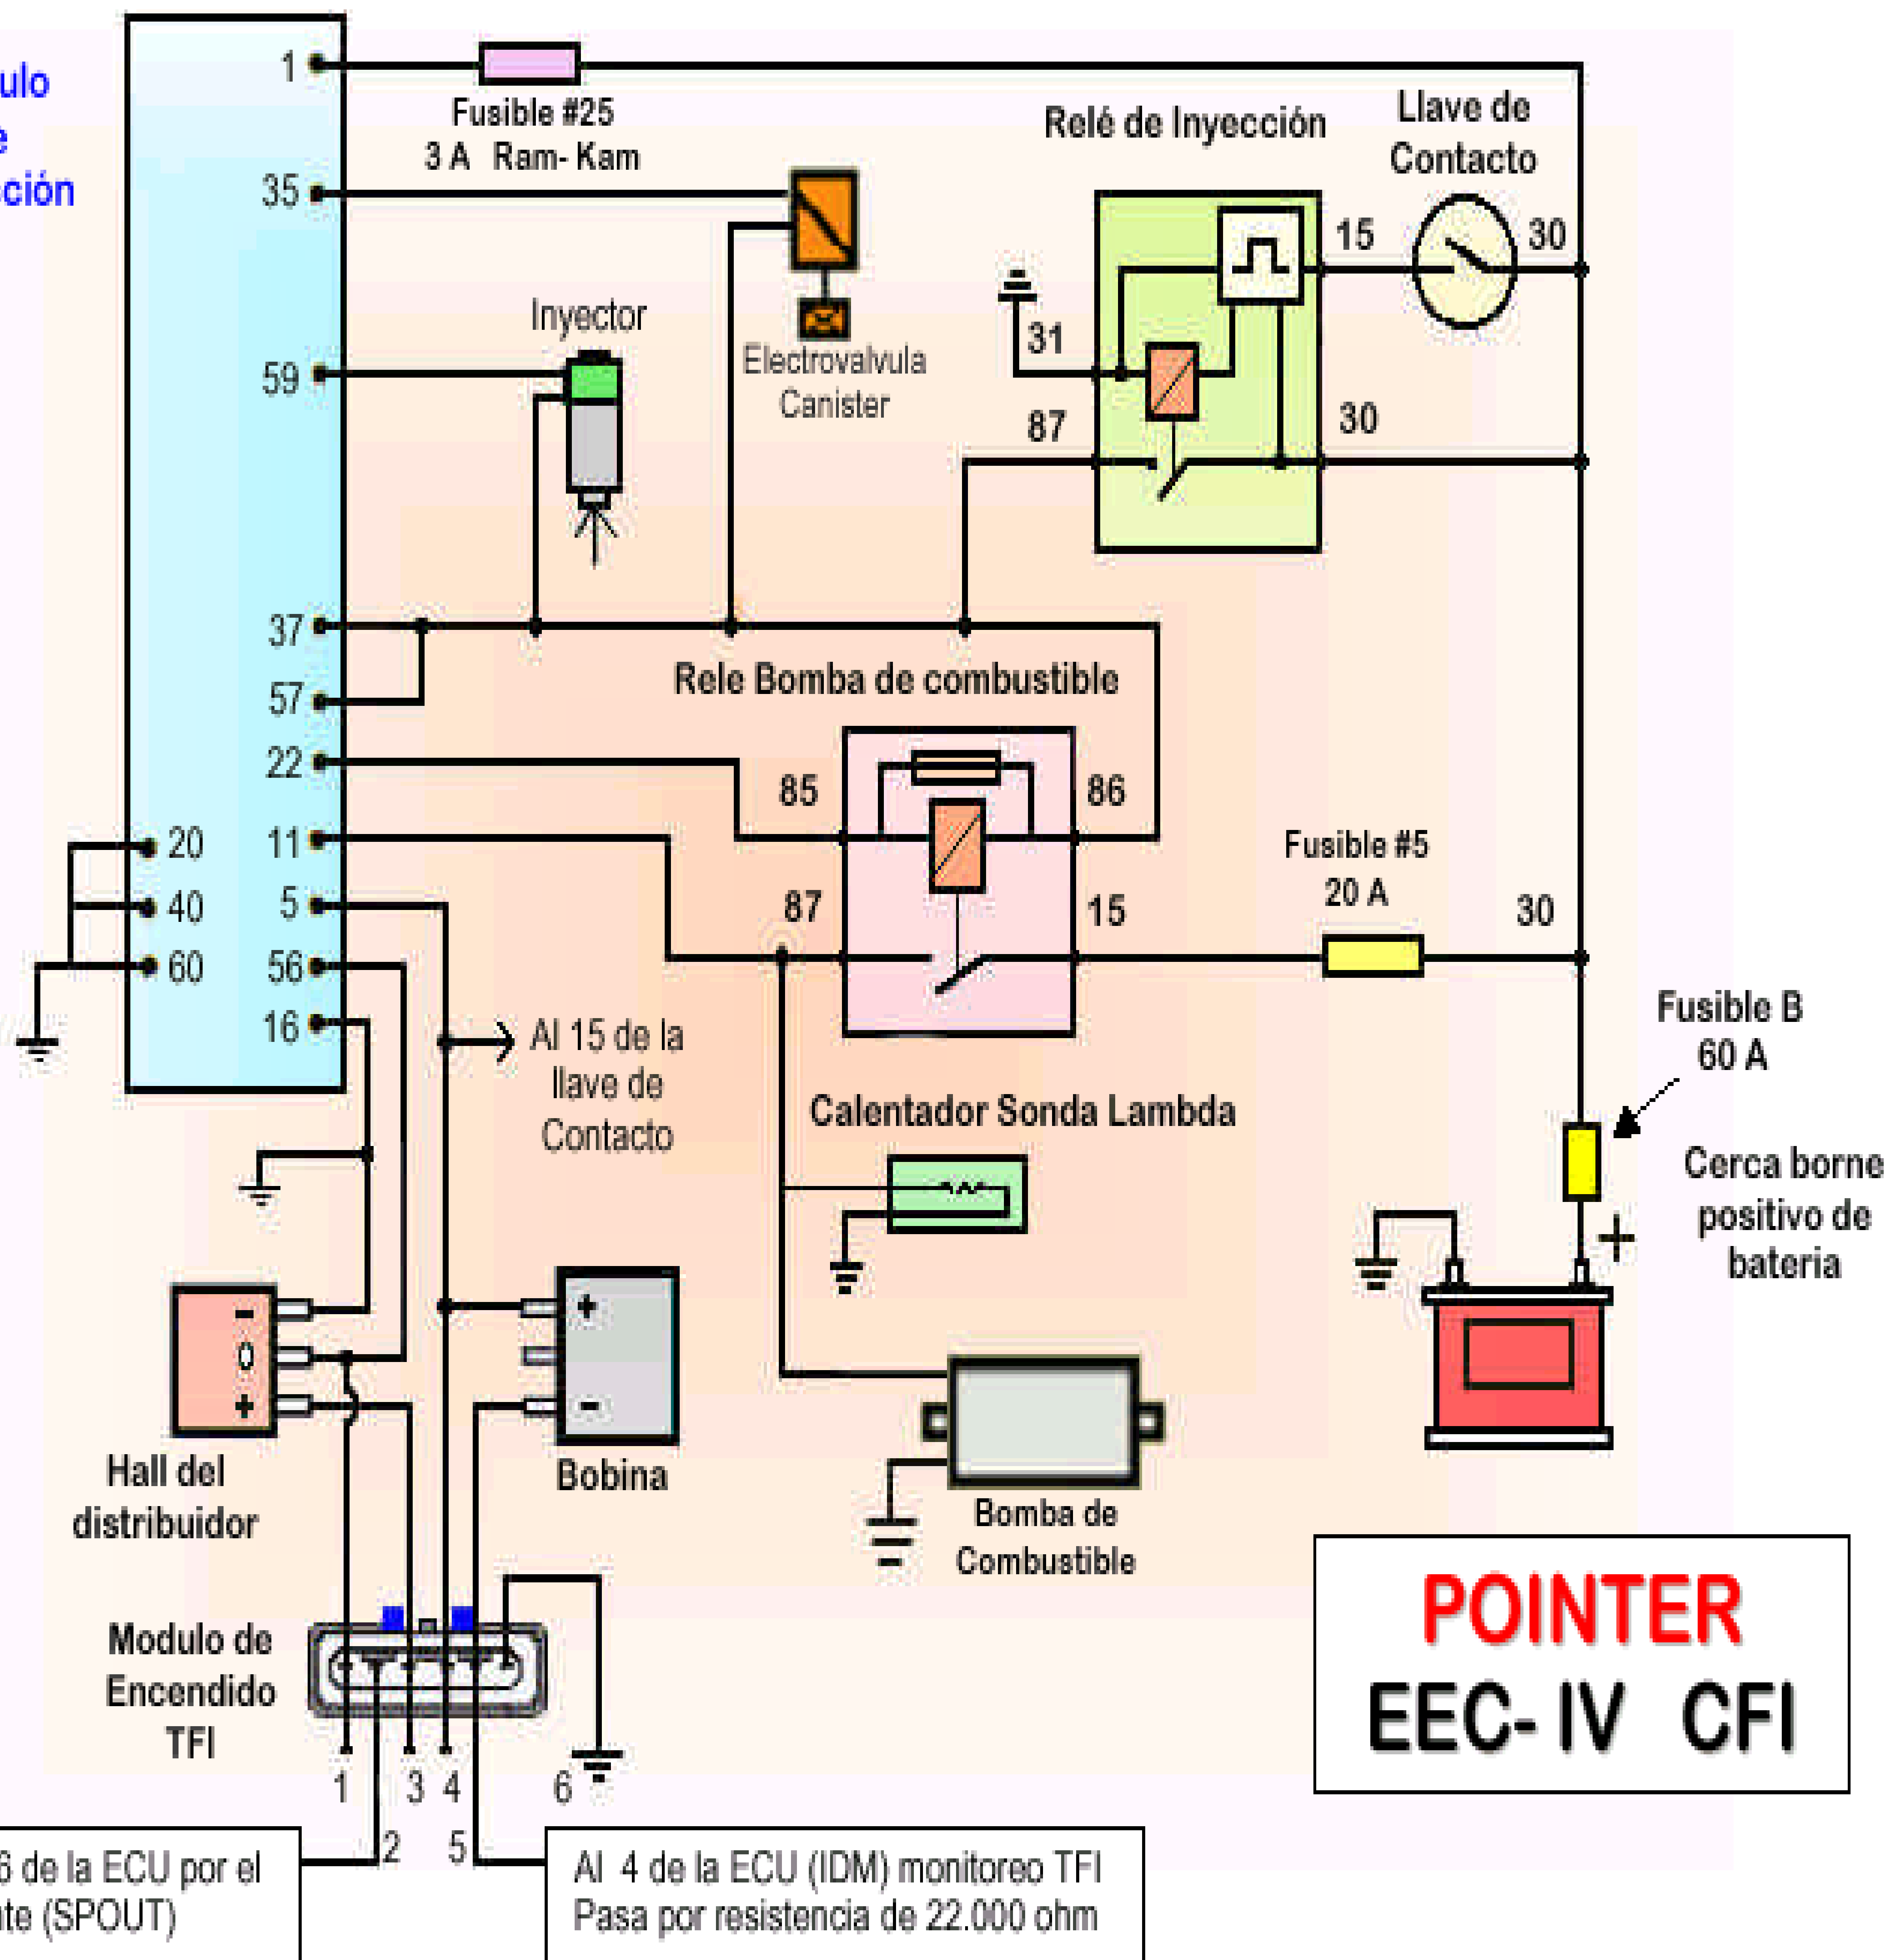 1
Fusible #25
3 A Ram- Kam
35
Relé de Inyección
Llave de
Contacto
15
30
31
87
30
Inyector
59
Electrovalvula
Canister
37
57
22
Rele Bomba de combustible
85
86
87
15
Fusible #5
20 A
30
20
40
60
11
5
56
16
Al 15 de la
llave de
Contacto
Fusible B
60 A
Cerca borne
positivo de
bateria
+
Calentador Sonda Lambda
-
0
+
Hall del
distribuidor
+
-
Bobina
Bomba de
Combustible
Modulo de
Encendido
TFI
1
3
4
6
2
5
6 de la ECU por el
(SPOUT)
Al 4 de la ECU (IDM) monitoreo TFI
Pasa por resistencia de 22.000 ohm
POINTER
EEC- IV CFI